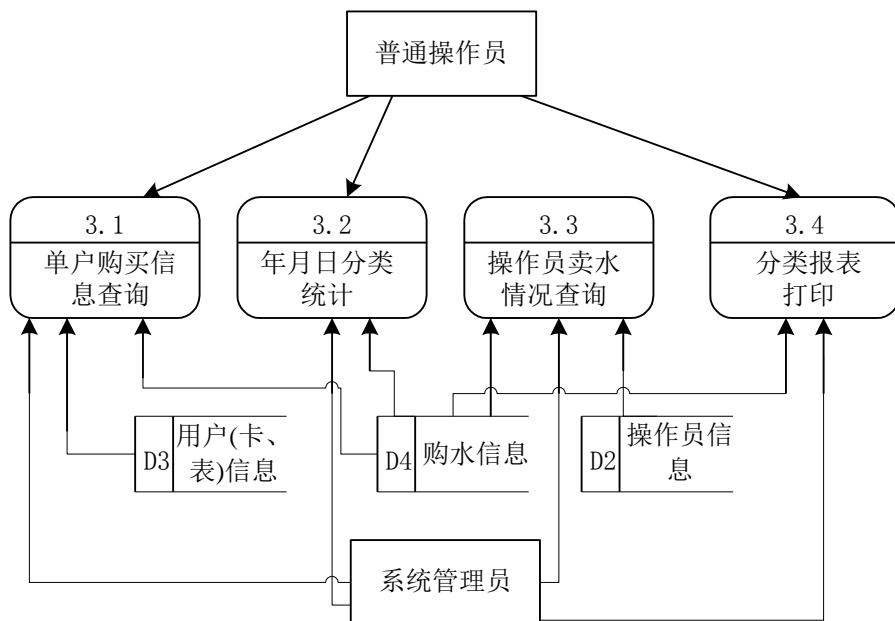 普通操作员
3.1
单户购买信
息查询
3.2
年月日分类
统计
3.3
操作员卖水
情况查询
3.4
分类报表
打印
D3
用户(卡、
表)信息
D4
购水信息
D2
操作员信
息
系统管理员